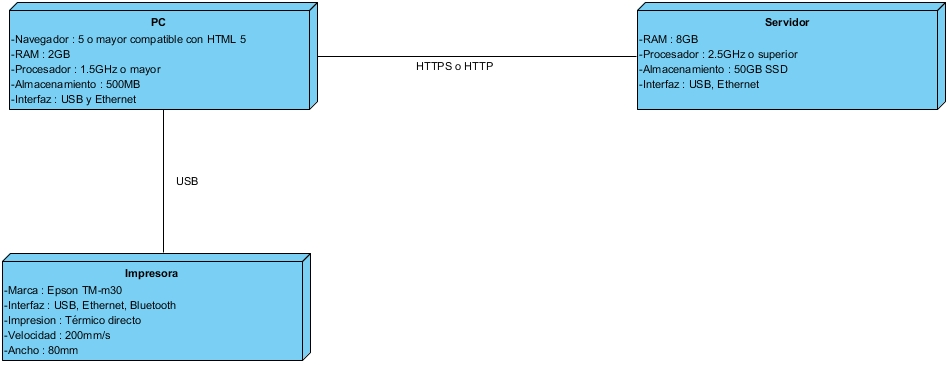 PC
-Navegador : 5 o mayor compatible con HTML 5
-RAM : 2GB
-Procesador : 1.5GHz o mayor
-Almacenamiento : 500MB
-Interfaz : USB y Ethernet
HTTPS o HTTP
Servidor
-RAM : 8GB
-Procesador : 2.5GHz o superior
-Almacenamiento : 50GB SSD
-Interfaz : USB, Ethernet
USB
Impresora
-Marca : Epson TM-m30
-Interfaz : USB, Ethernet, Bluetooth
-Impresion : Térmico directo
-Velocidad : 200mm/s
-Ancho : 80mm